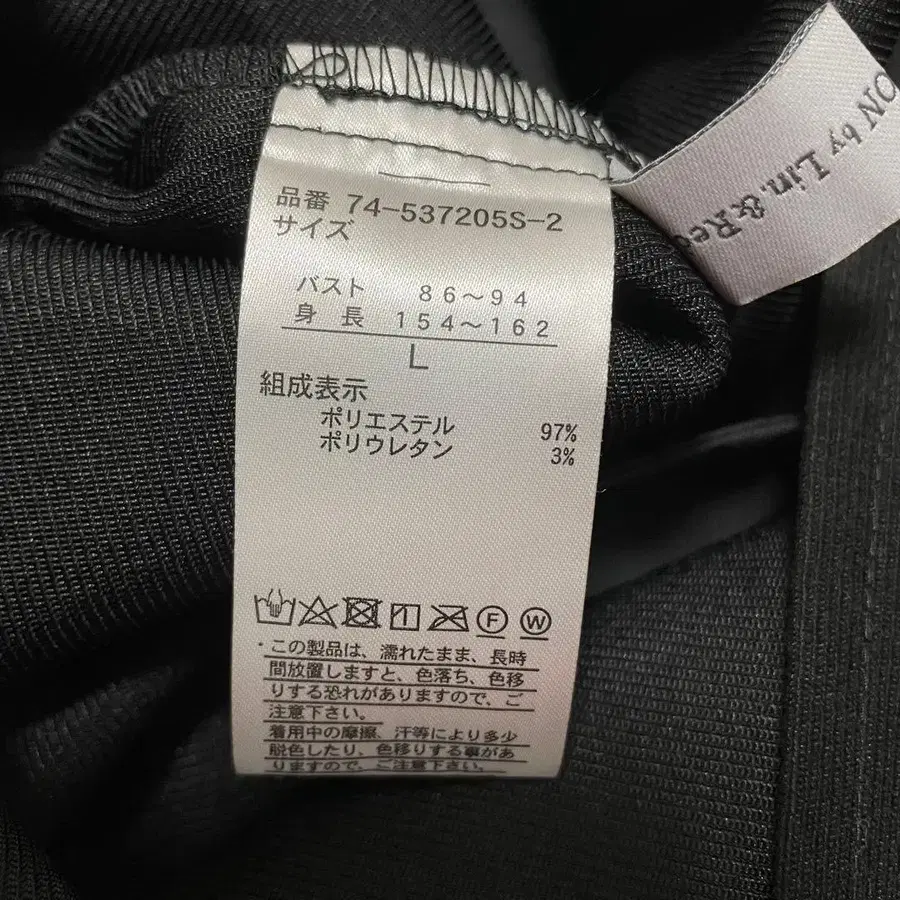 品番 74-537205S-2
サイズ
バスト 86～94
身長 154～162
L
組成表示
ポリエステル 97%
ポリウレタン 3%
F W
・この製品は、濡れたまま、長時
間放置しますと、色落ち、色移
りする恐れがありますので、ご
注意下さい。
着用中の摩擦、汗等により多少
脱色したり、色移りする事があ
りますので、ご注意下さい。
ON by Lin.&Re